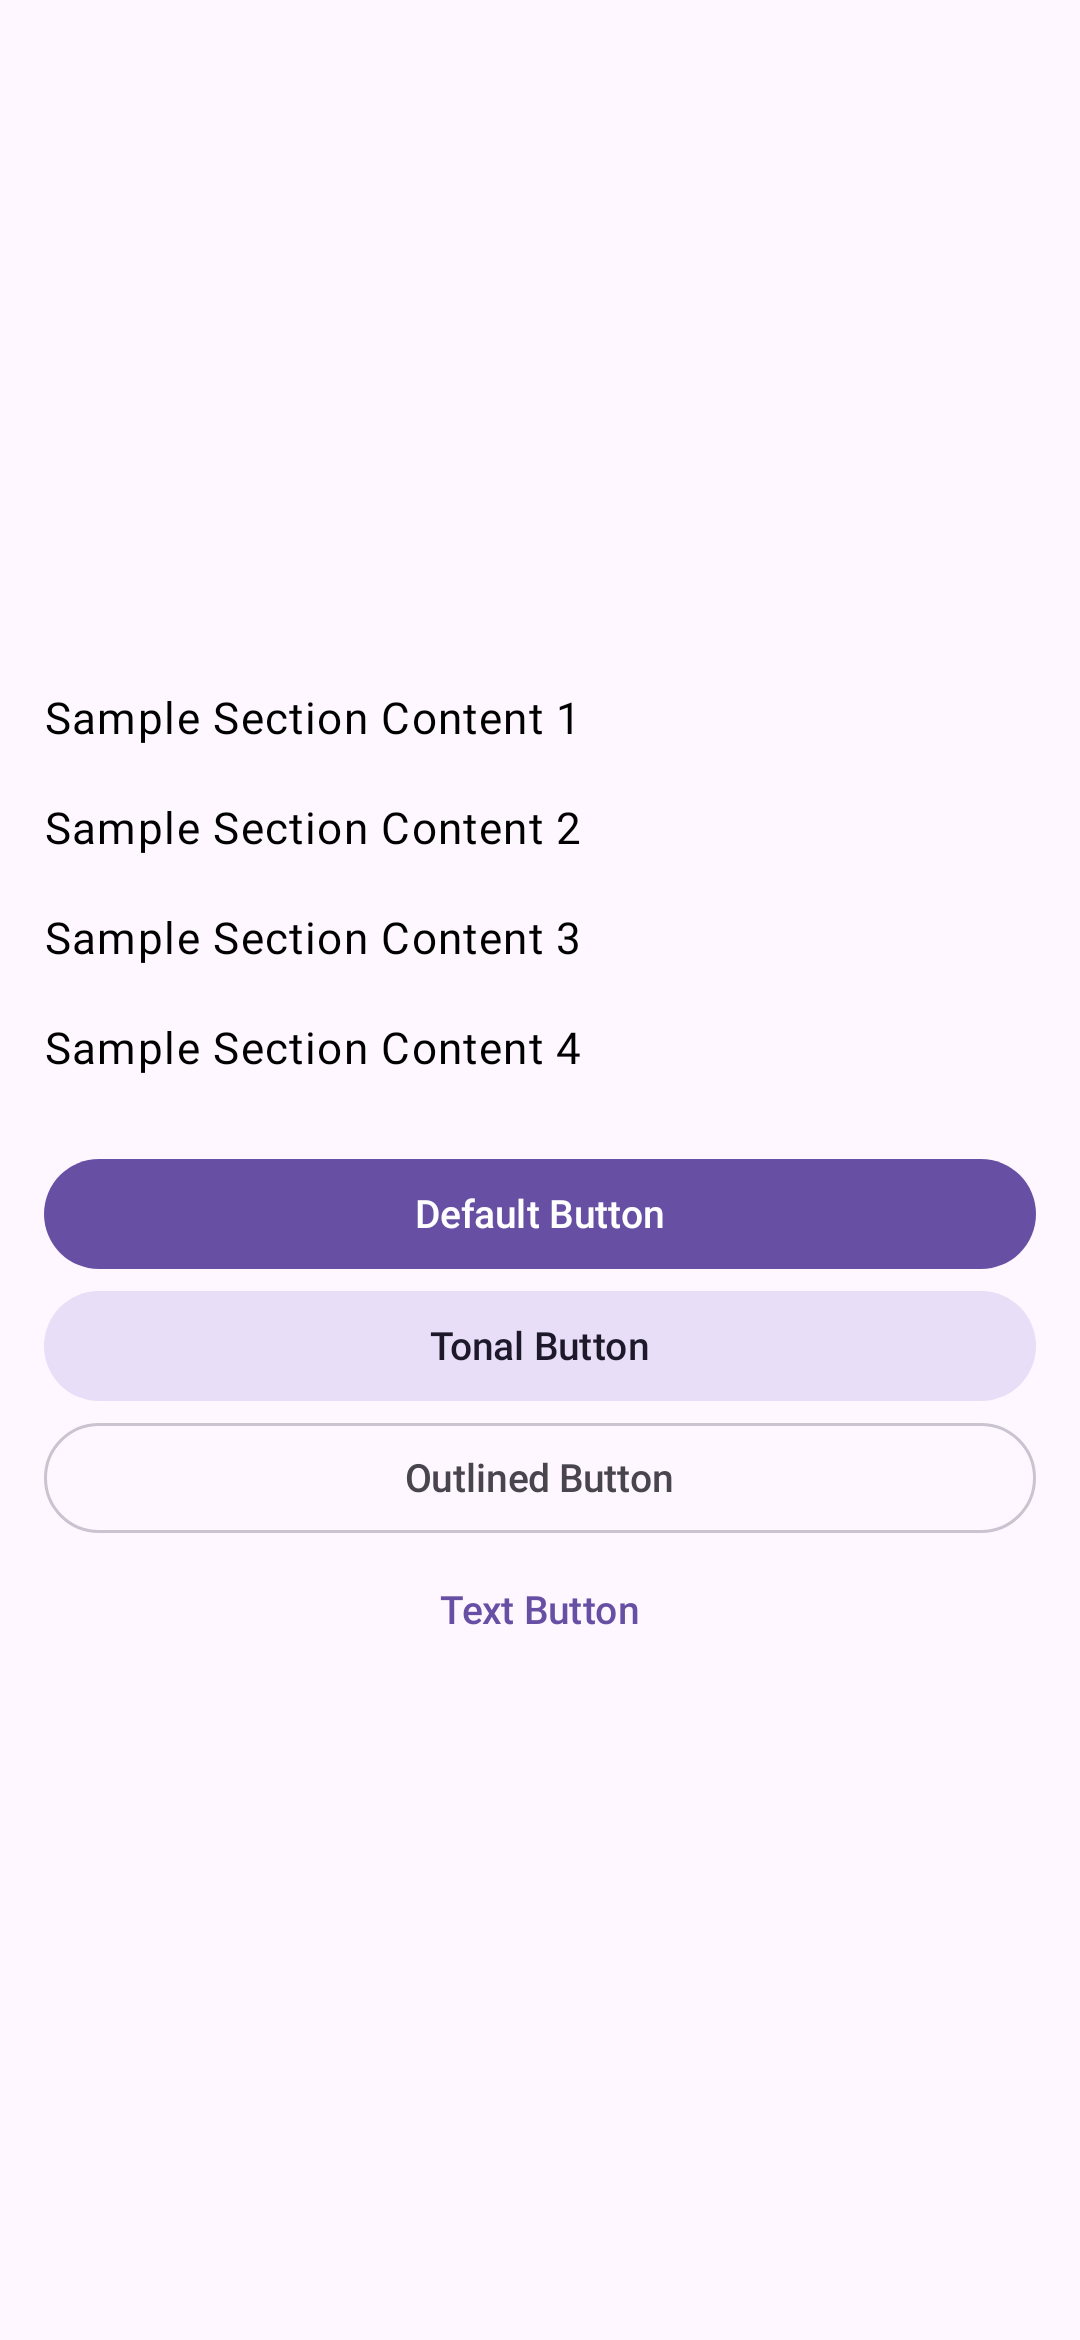 Sample Section Content 1
Sample Section Content 2
Sample Section Content 3
Sample Section Content 4
Default Button
Tonal Button
Outlined Button
Text Button